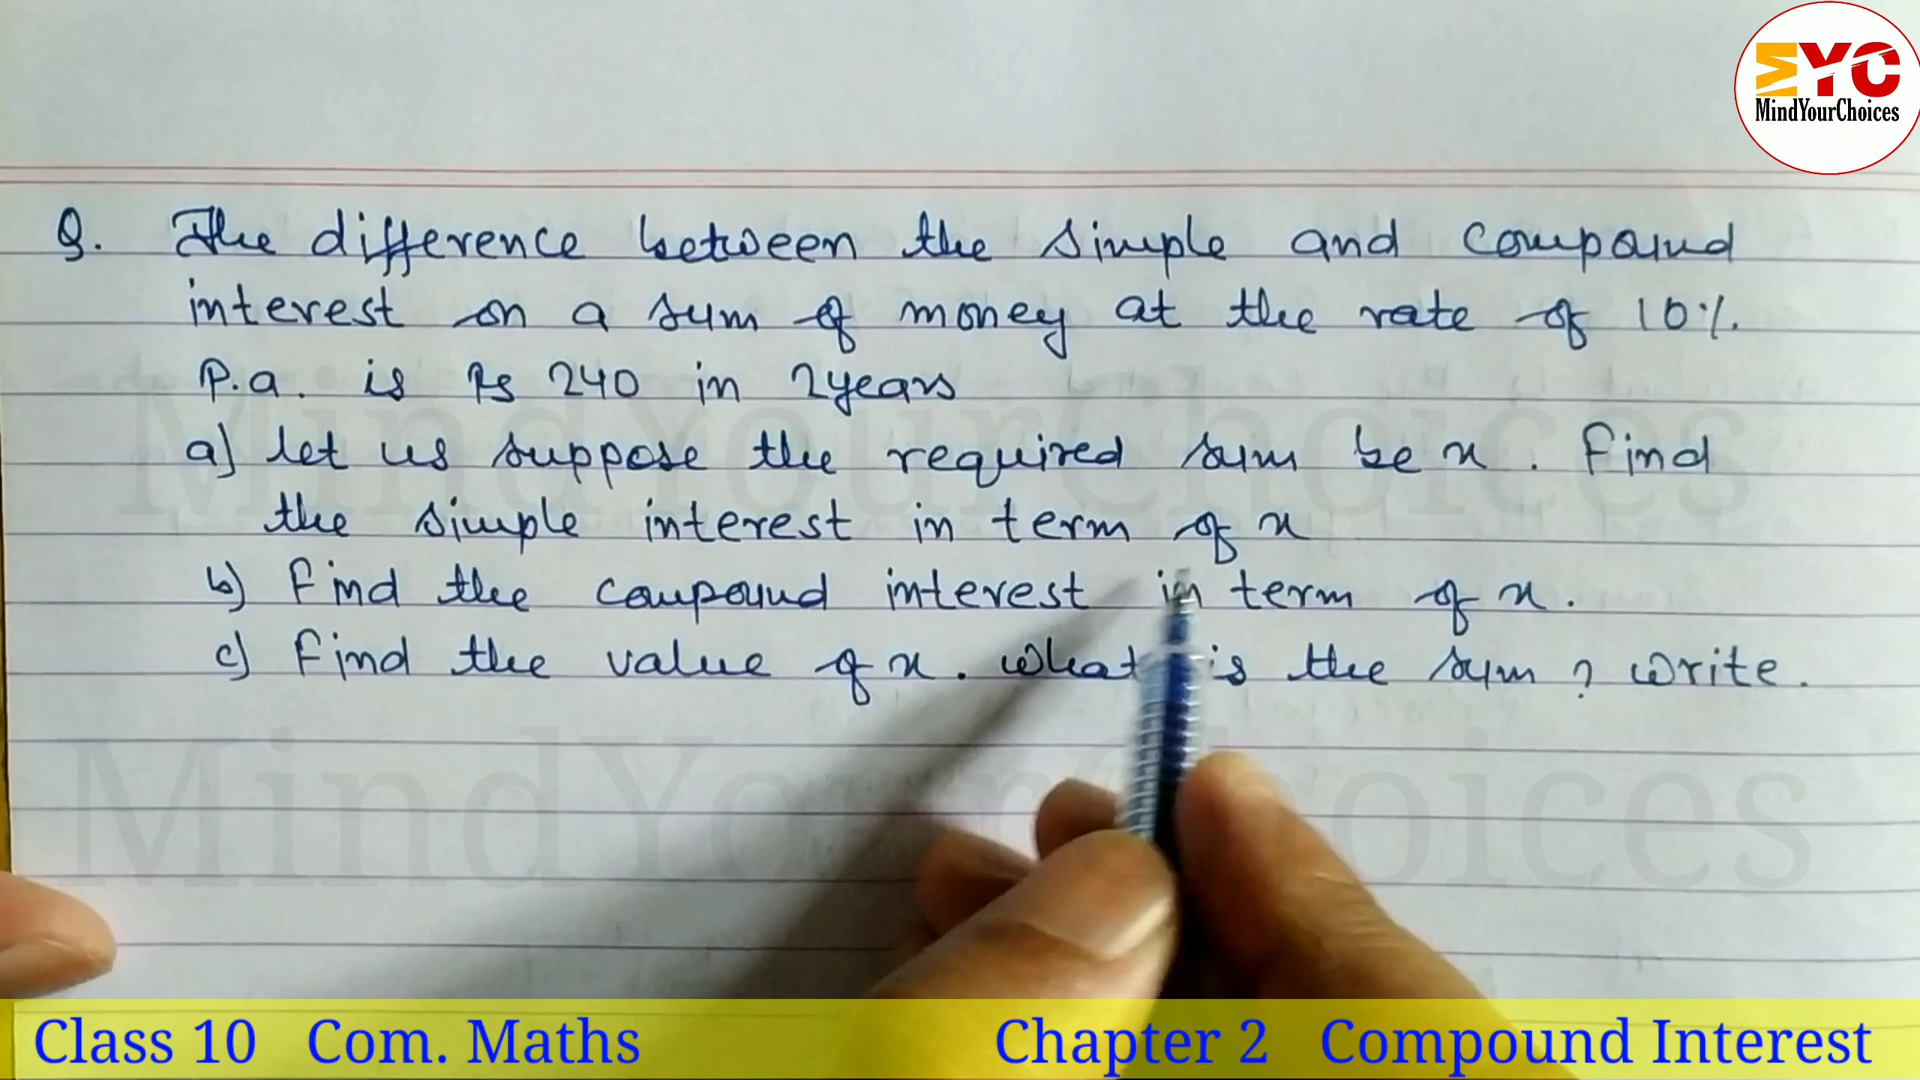 MYC
MindYourChoices
Q. The difference between the simple and compound
interest on a sum of money at the rate of 10%
P.a. is Rs 240 in 2years
a) let us suppose the required sum be x. Find
the simple interest in term of x
b) Find the compound interest in term of x.
c) Find the value of x. What is the sum? write.
MindYourChoices
MindYourChoices
Class 10 Com. Maths Chapter 2 Compound Interest